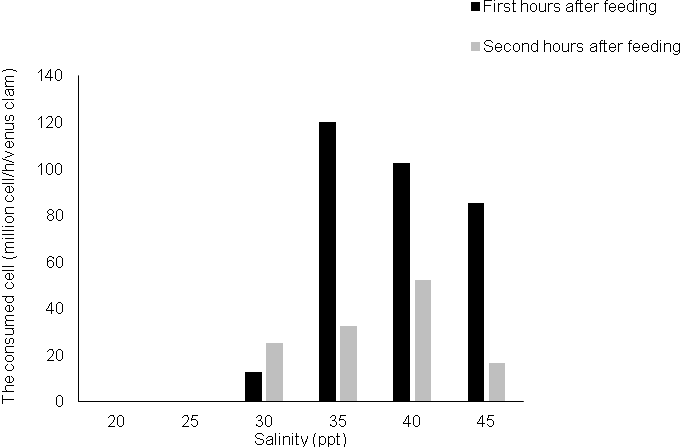 First hours after feeding
Second hours after feeding
The consumed cell (million cell/h/venus clam)
140
120
100
80
60
40
20
0
20 25 30 35 40 45
Salinity (ppt)